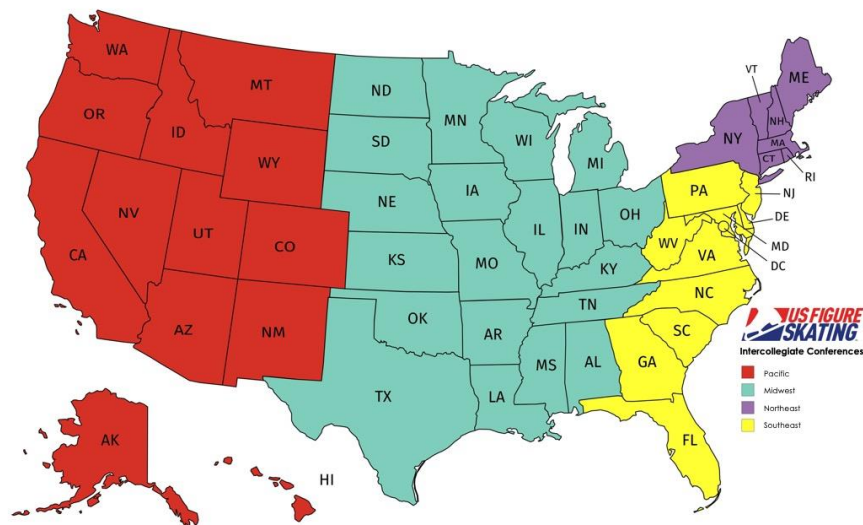 WA
MT
ND
MN
VT
ME
OR
ID
SD
WI
NY
NH
MA
CT
RI
WY
MI
PA
NJ
NE
IA
NV
UT
CO
IL
IN
OH
WV
DE
MD
DC
VA
CA
KS
MO
KY
NC
TN
AZ
NM
OK
AR
SC
MS
AL
GA
TX
LA
FL
AK
HI
US FIGURE
SKATING
Intercollegiate Conferences
Pacific
Midwest
Northeast
Southeast